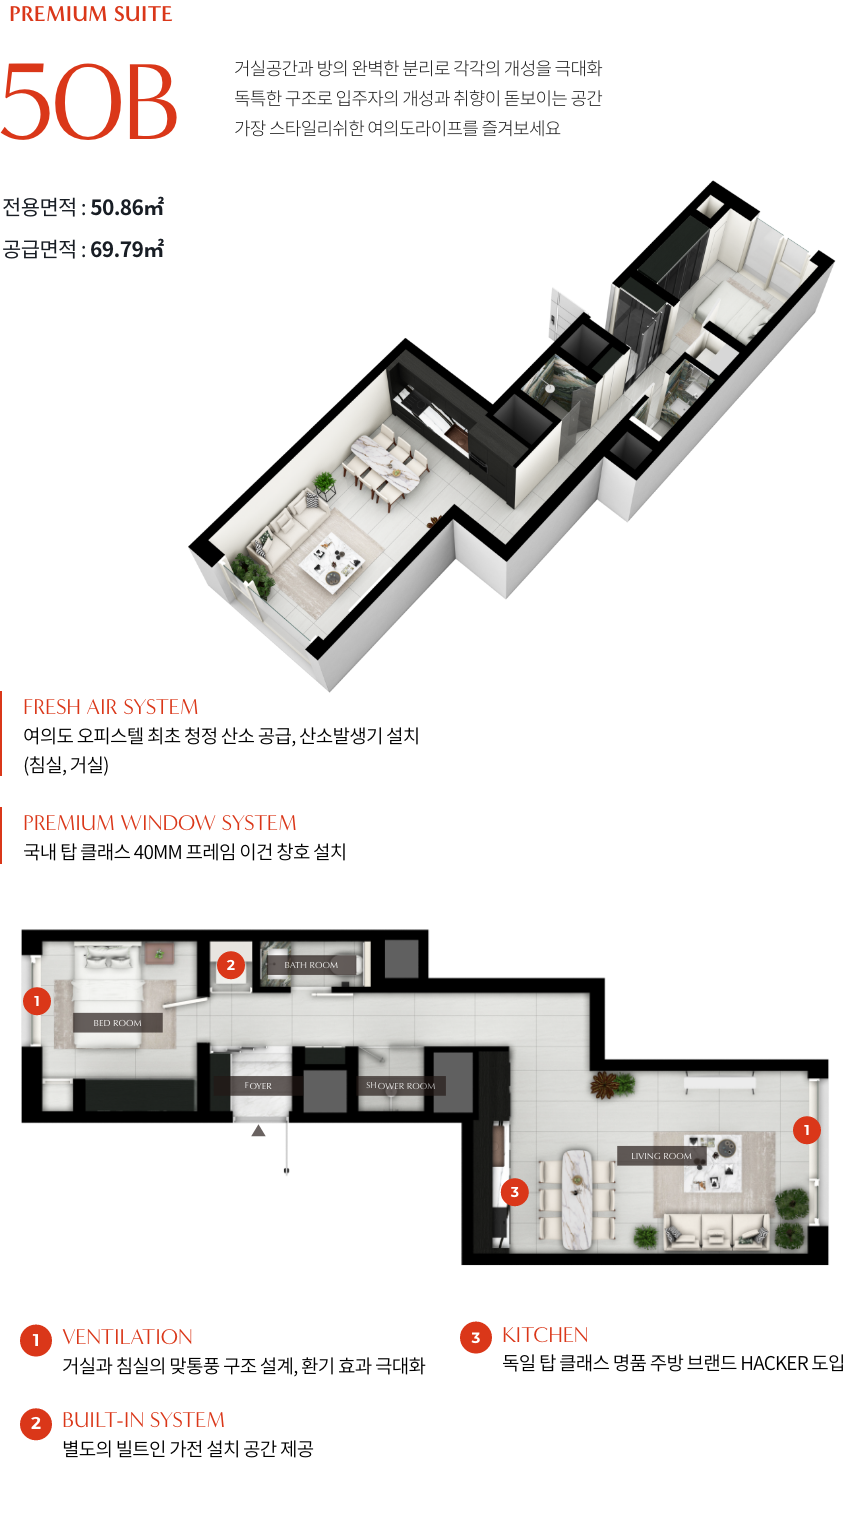 PREMIUM SUITE
50B
거실공간과 방의 완벽한 분리로 각각의 개성을 극대화
독특한 구조로 입주자의 개성과 취향이 돋보이는 공간
가장 스타일리쉬한 여의도라이프를 즐겨보세요
전용면적 : 50.86㎡
공급면적 : 69.79㎡
FRESH AIR SYSTEM
여의도 오피스텔 최초 청정 산소 공급, 산소발생기 설치
(침실, 거실)
PREMIUM WINDOW SYSTEM
국내 탑 클래스 40MM 프레임 이건 창호 설치
2
BATH ROOM
1
BED ROOM
FOYER
SHOWER ROOM
1
LIVING ROOM
3
1 VENTILATION
거실과 침실의 맞통풍 구조 설계, 환기 효과 극대화
3 KITCHEN
독일 탑 클래스 명품 주방 브랜드 HACKER 도입
2 BUILT-IN SYSTEM
별도의 빌트인 가전 설치 공간 제공